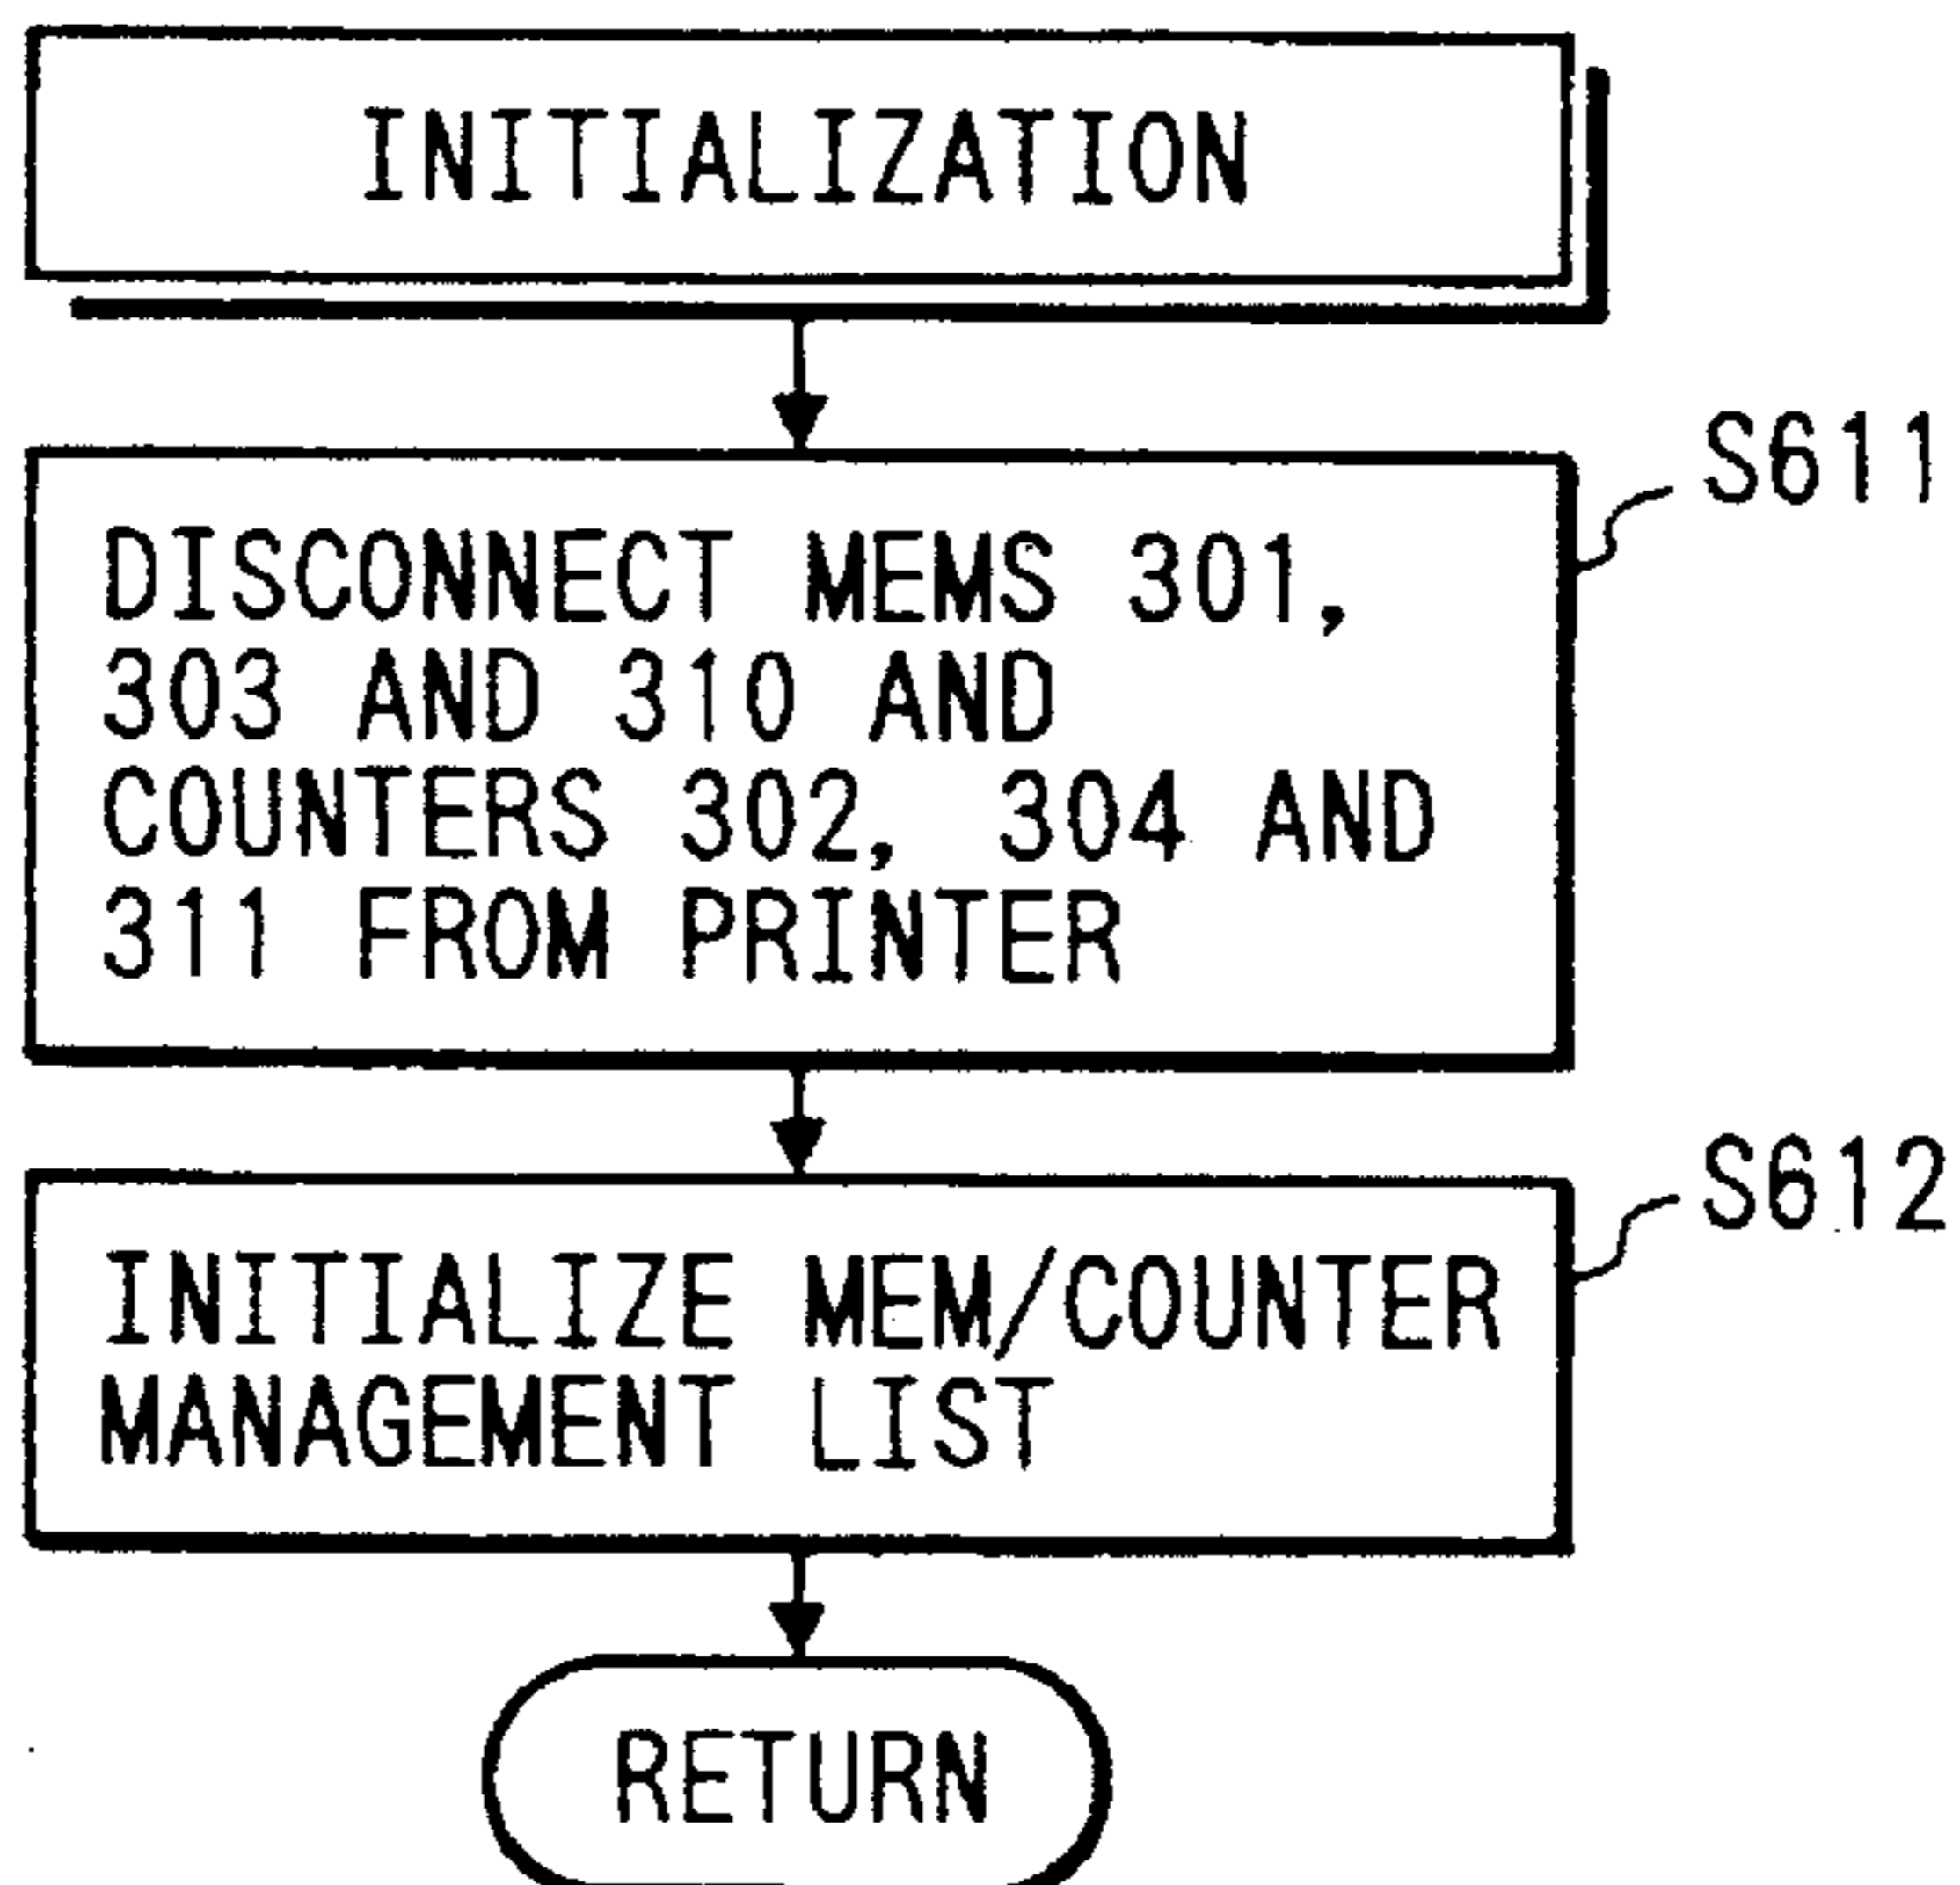 INITIALIZATION
S611
DISCONNECT MEMS 301,
303 AND 310 AND
COUNTERS 302, 304 AND
311 FROM PRINTER
S612
INITIALIZE MEM/COUNTER
MANAGEMENT LIST
RETURN